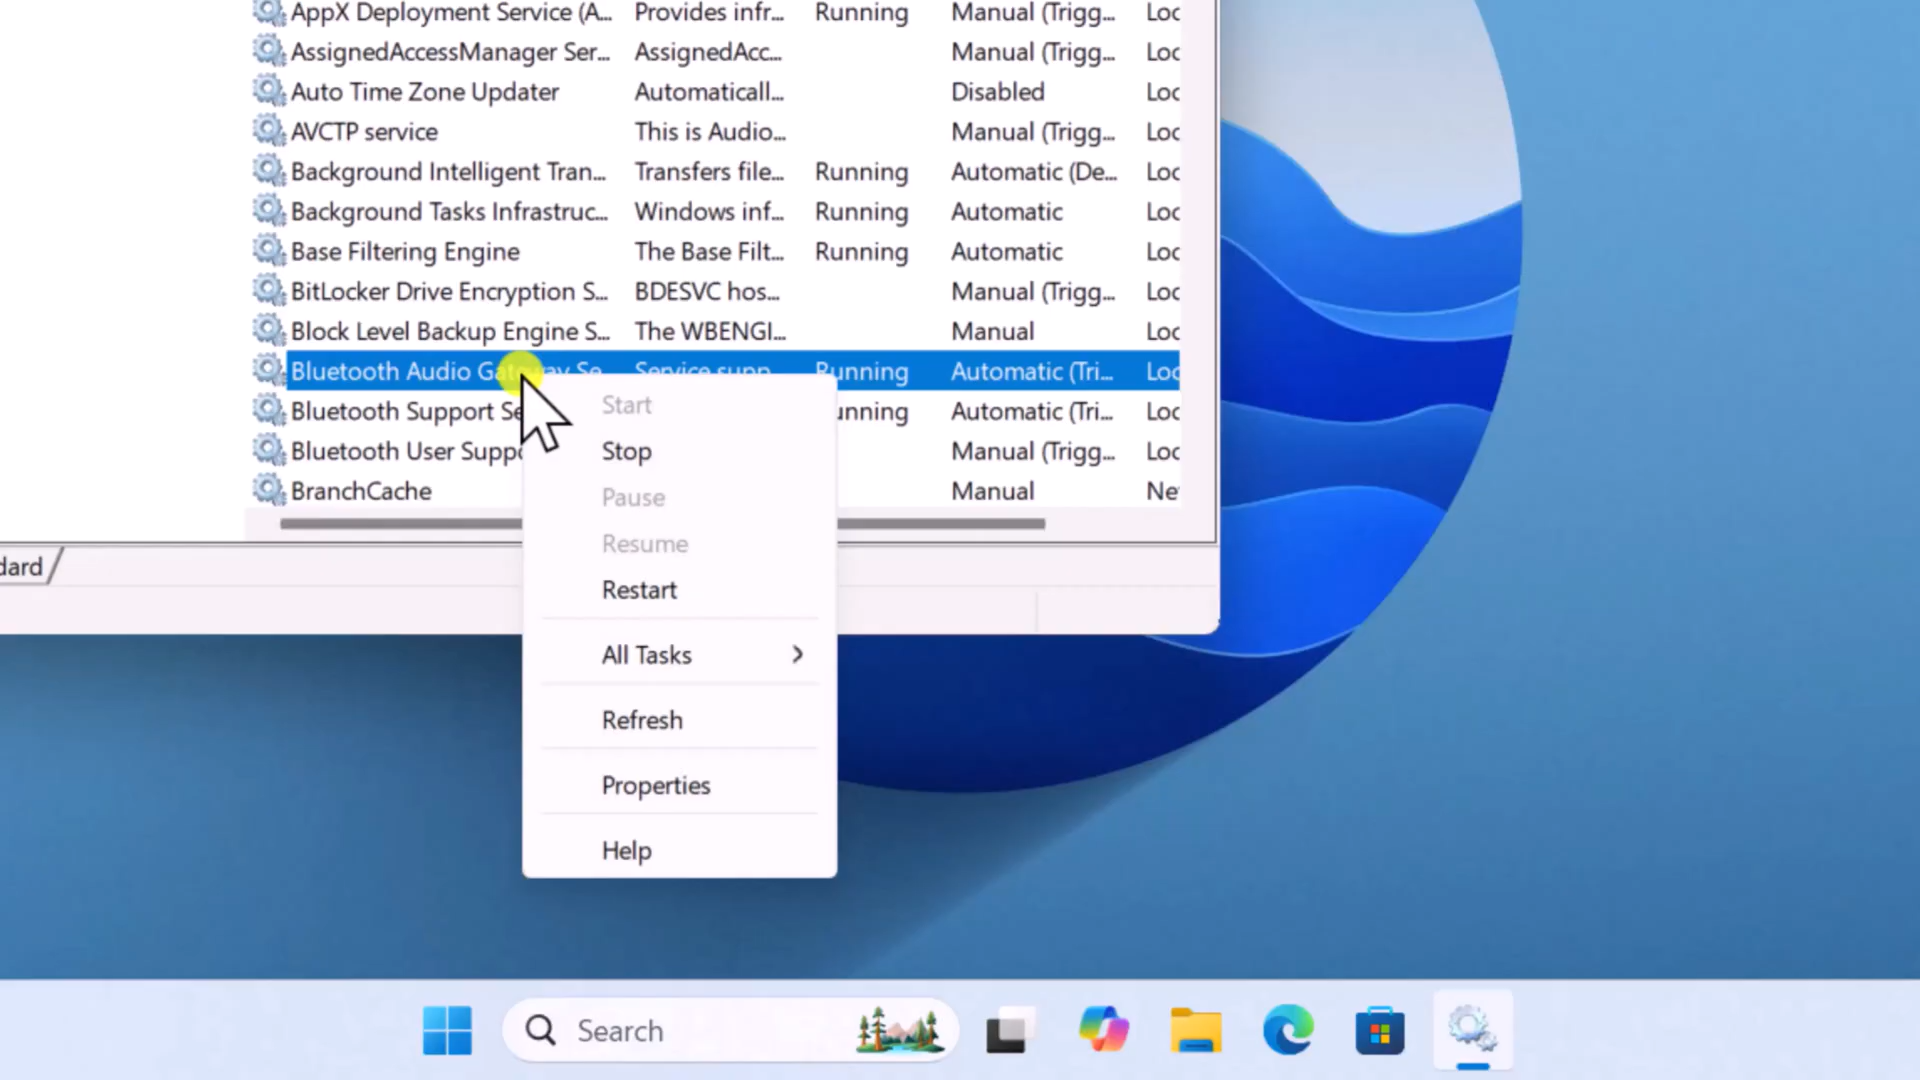 AppX Deployment Service (A... Provides infr... Running Manual (Trigg... Loc
AssignedAccessManager Ser... AssignedAcc... Manual (Trigg... Loc
Auto Time Zone Updater Automaticall... Disabled Loc
AVCTP service This is Audio... Manual (Trigg... Loc
Background Intelligent Tran... Transfers file... Running Automatic (De... Loc
Background Tasks Infrastruc... Windows inf... Running Automatic Loc
Base Filtering Engine The Base Filt... Running Automatic Loc
BitLocker Drive Encryption S... BDESVC hos... Manual (Trigg... Loc
Block Level Backup Engine S... The WBENGI... Manual Loc
Bluetooth Audio Gateway Se... Service supp... Running Automatic (Tri... Loc
Bluetooth Support Se unning Automatic (Tri... Loc
Bluetooth User Suppo Manual (Trigg... Loc
BranchCache Manual Ne
Start
Stop
Pause
Resume
Restart
All Tasks
Refresh
Properties
Help
dard
Search